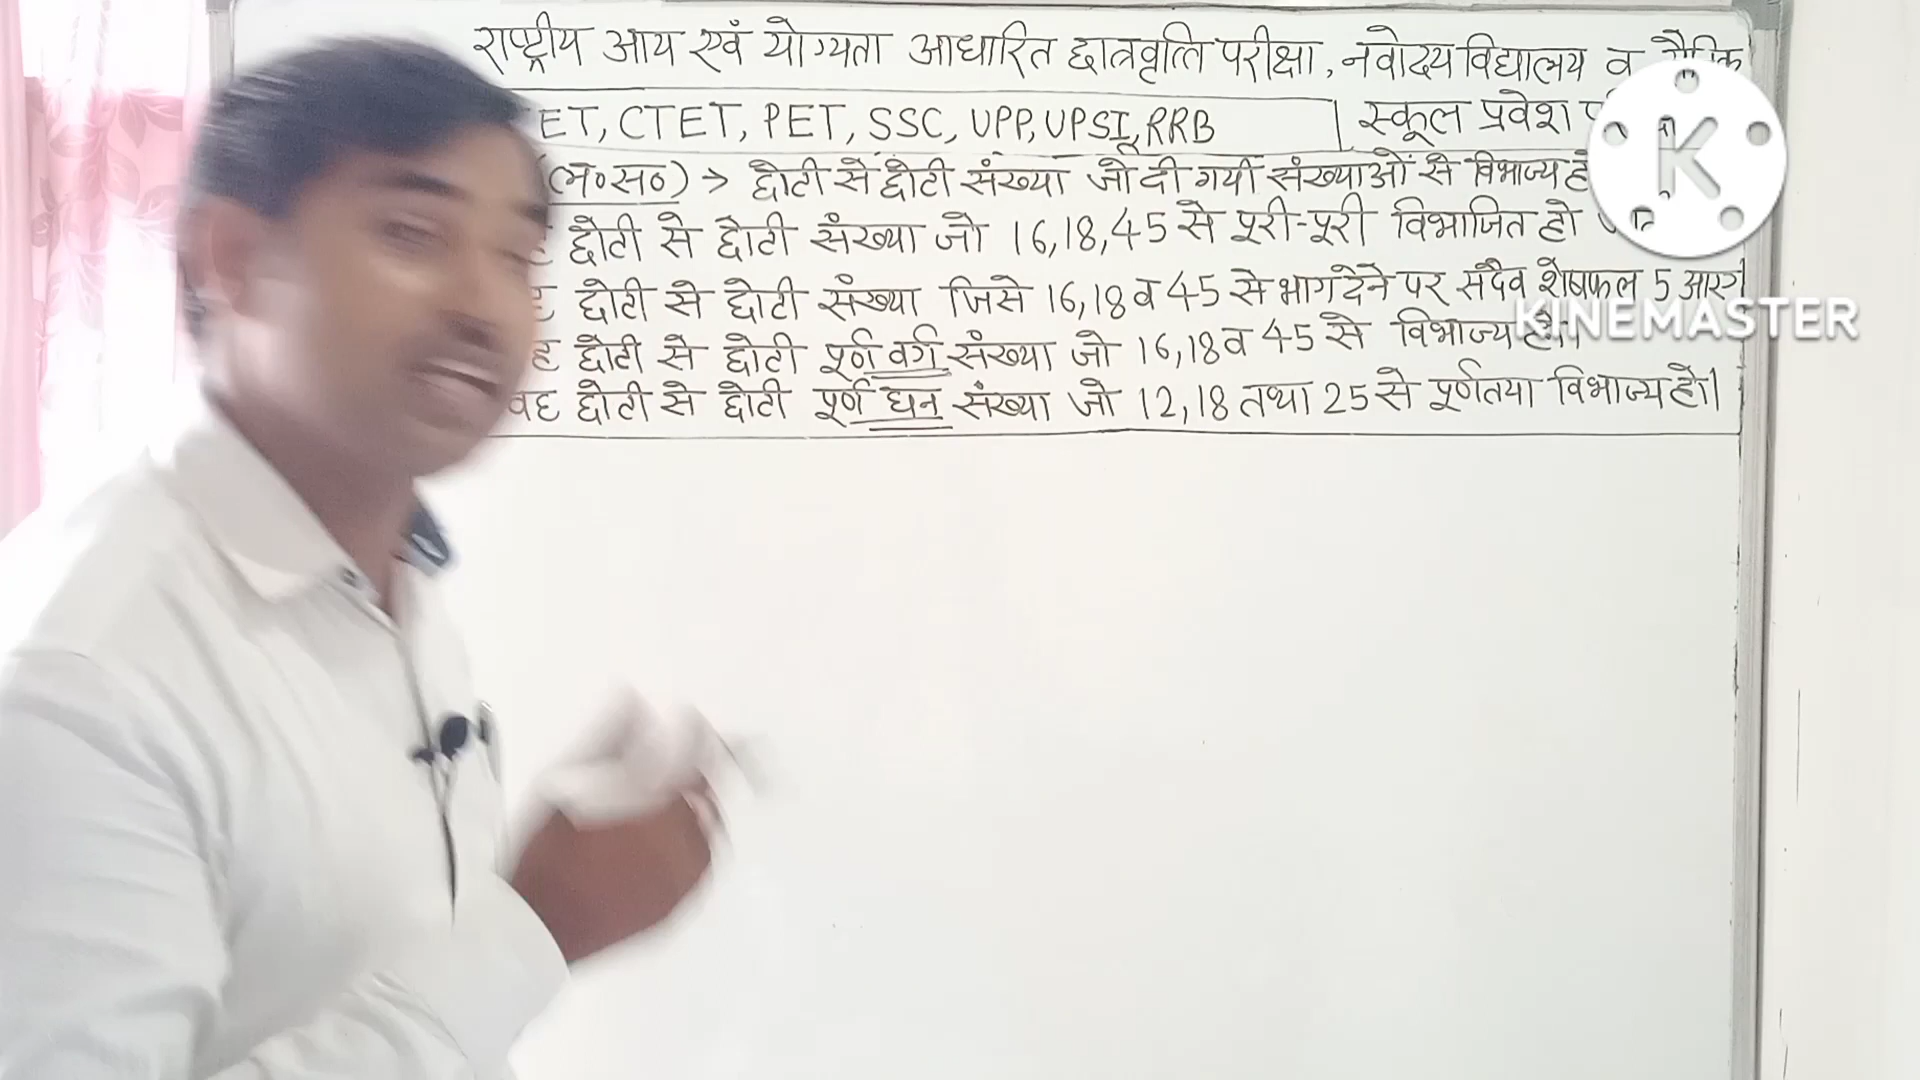 राष्ट्रीय आय एवं योग्यता आधारित छात्रवृत्ति परीक्षा, नवोदय विद्यालय व
ET, CTET, PET, SSC, UPP, UPSI, RRB | स्कूल प्रवेश
(ल०स०) → छोटी से छोटी संख्या जो दी गयी संख्याओं से विभाज्य
छोटी से छोटी संख्या जो 16,18,45 से पूरी-पूरी विभाजित हो
छोटी से छोटी संख्या जिसे 16,18 व 45 से भाग देने पर सदैव शेषफल 5 आए।
छोटी से छोटी पूर्ण वर्ग संख्या जो 16,18 व 45 से विभाज्य हो।
वह छोटी से छोटी पूर्ण घन संख्या जो 12,18 तथा 25 से पूर्णतया विभाज्य हो।
KINEMASTER